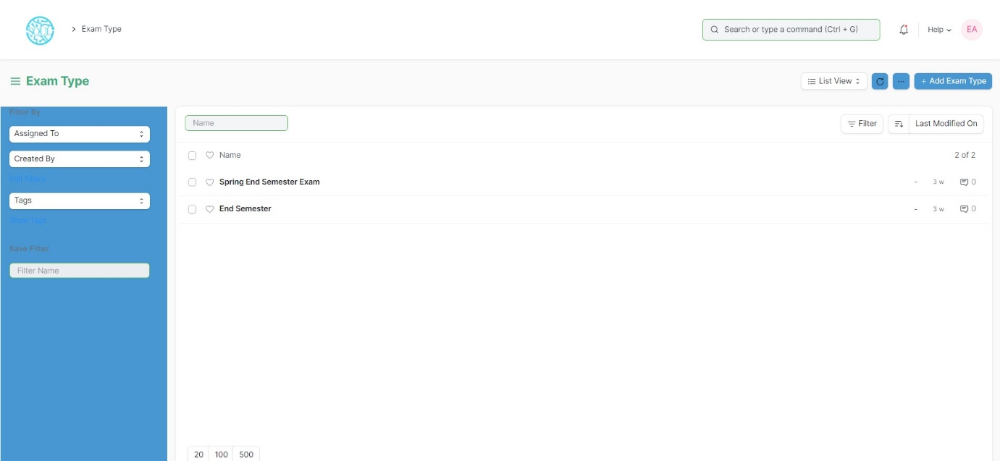 SOUL
Exam Type
Search or type a command (Ctrl + G)
Help
EA
Exam Type
List View
...
+ Add Exam Type
Filter By
Assigned To
Created By
Edit Filters
Tags
Show Tags
Save Filter
Filter Name
Name
Filter
Last Modified On
Name
2 of 2
Spring End Semester Exam
- 3 w 0
End Semester
- 3 w 0
20 100 500